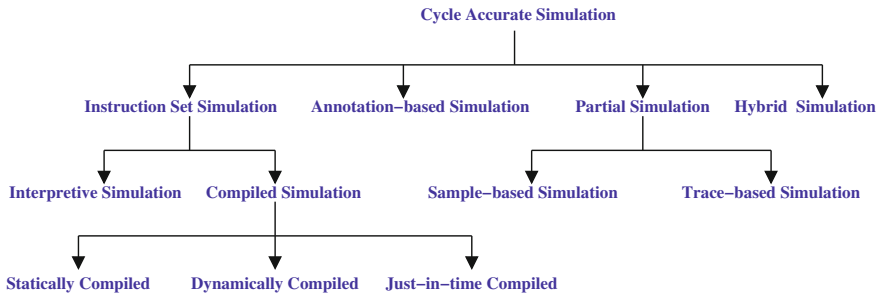 Cycle Accurate Simulation
Instruction Set Simulation
Annotation−based Simulation
Partial Simulation
Hybrid Simulation
Interpretive Simulation
Compiled Simulation
Sample−based Simulation
Trace−based Simulation
Statically Compiled
Dynamically Compiled
Just−in−time Compiled